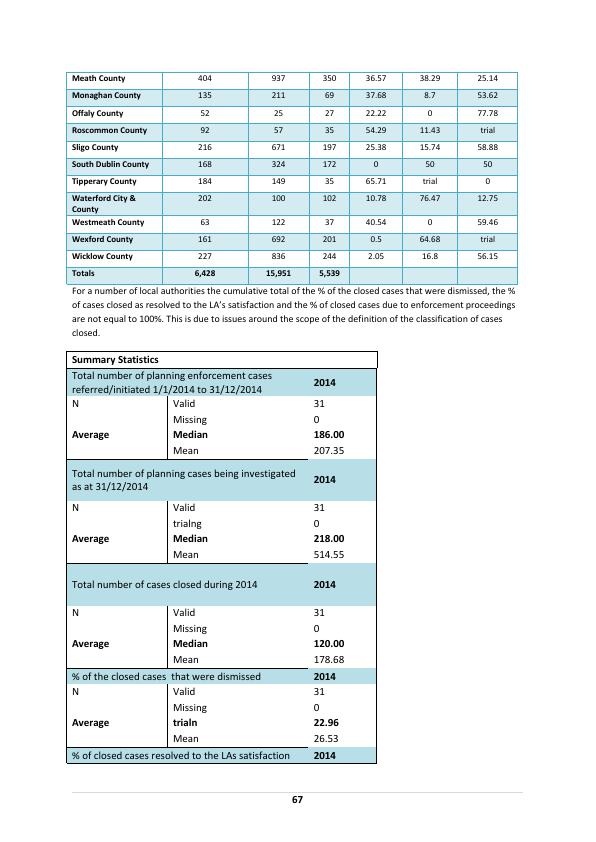 Meath County 404 937 350 36.57 38.29 25.14
Monaghan County 135 211 69 37.68 8.7 53.62
Offaly County 52 25 27 22.22 0 77.78
Roscommon County 92 57 35 54.29 11.43 trial
Sligo County 216 671 197 25.38 15.74 58.88
South Dublin County 168 324 172 0 50 50
Tipperary County 184 149 35 65.71 trial 0
Waterford City & 202 100 102 10.78 76.47 12.75
County
Westmeath County 63 122 37 40.54 0 59.46
Wexford County 161 692 201 0.5 64.68 trial
Wicklow County 227 836 244 2.05 16.8 56.15
Totals 6,428 15,951 5,539
For a number of local authorities the cumulative total of the % of the closed cases that were dismissed, the %
of cases closed as resolved to the LA's satisfaction and the % of closed cases due to enforcement proceedings
are not equal to 100%. This is due to issues around the scope of the definition of the classification of cases
closed.
Summary Statistics
Total number of planning enforcement cases
referred/initiated 1/1/2014 to 31/12/2014 2014
N Valid 31
Missing 0
Average Median 186.00
Mean 207.35
Total number of planning cases being investigated
as at 31/12/2014 2014
N Valid 31
trialng 0
Average Median 218.00
Mean 514.55
Total number of cases closed during 2014 2014
N Valid 31
Missing 0
Average Median 120.00
Mean 178.68
% of the closed cases that were dismissed 2014
N Valid 31
Missing 0
Average trialn 22.96
Mean 26.53
% of closed cases resolved to the LAs satisfaction 2014
67